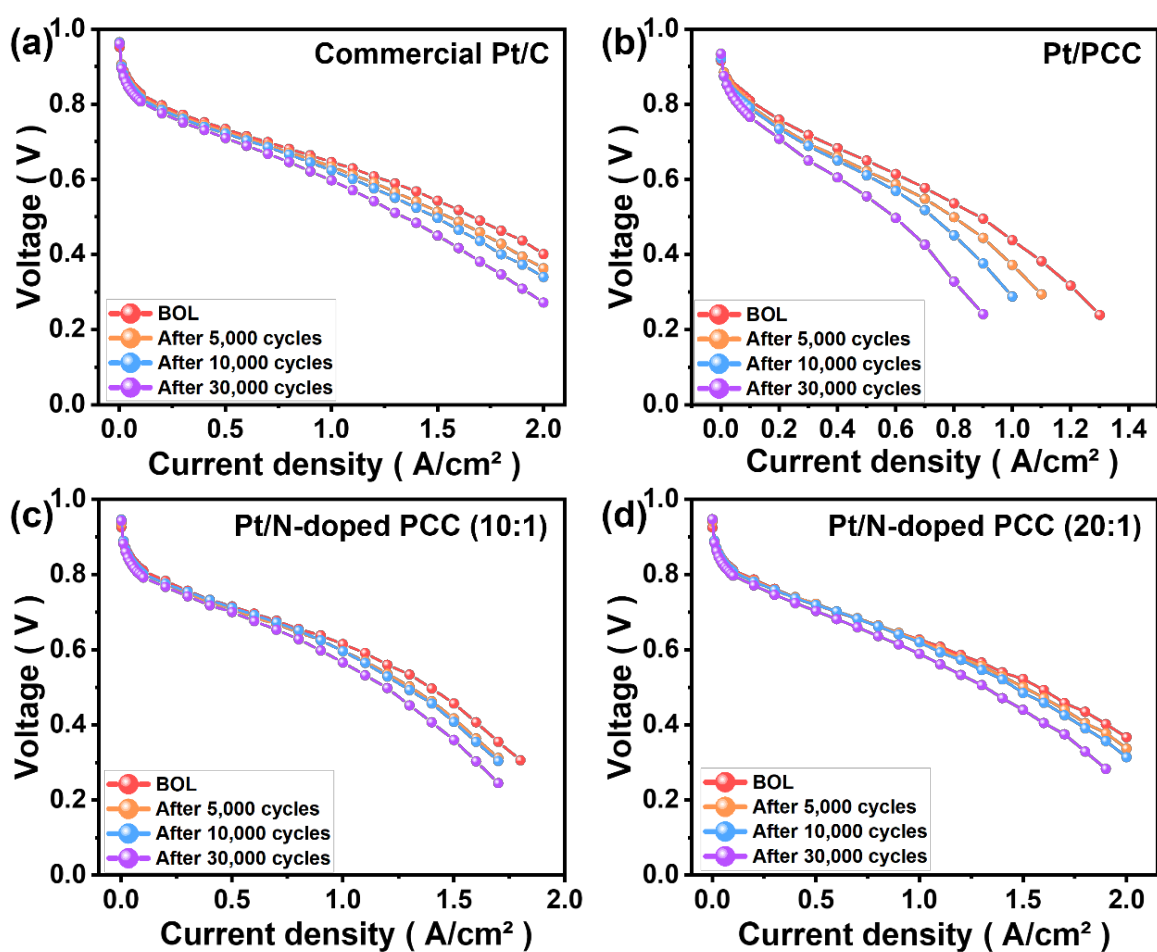 (a)
Commercial Pt/C
Voltage ( V )
1.0
0.8
0.6
0.4
0.2
0.0
BOL
After 5,000 cycles
After 10,000 cycles
After 30,000 cycles
0.0 0.5 1.0 1.5 2.0
Current density ( A/cm² )
(b)
Pt/PCC
Voltage ( V )
1.0
0.8
0.6
0.4
0.2
0.0
BOL
After 5,000 cycles
After 10,000 cycles
After 30,000 cycles
0.0 0.2 0.4 0.6 0.8 1.0 1.2 1.4
Current density ( A/cm² )
(c)
Pt/N-doped PCC (10:1)
Voltage ( V )
1.0
0.8
0.6
0.4
0.2
0.0
BOL
After 5,000 cycles
After 10,000 cycles
After 30,000 cycles
0.0 0.5 1.0 1.5 2.0
Current density ( A/cm² )
(d)
Pt/N-doped PCC (20:1)
Voltage ( V )
1.0
0.8
0.6
0.4
0.2
0.0
BOL
After 5,000 cycles
After 10,000 cycles
After 30,000 cycles
0.0 0.5 1.0 1.5 2.0
Current density ( A/cm² )